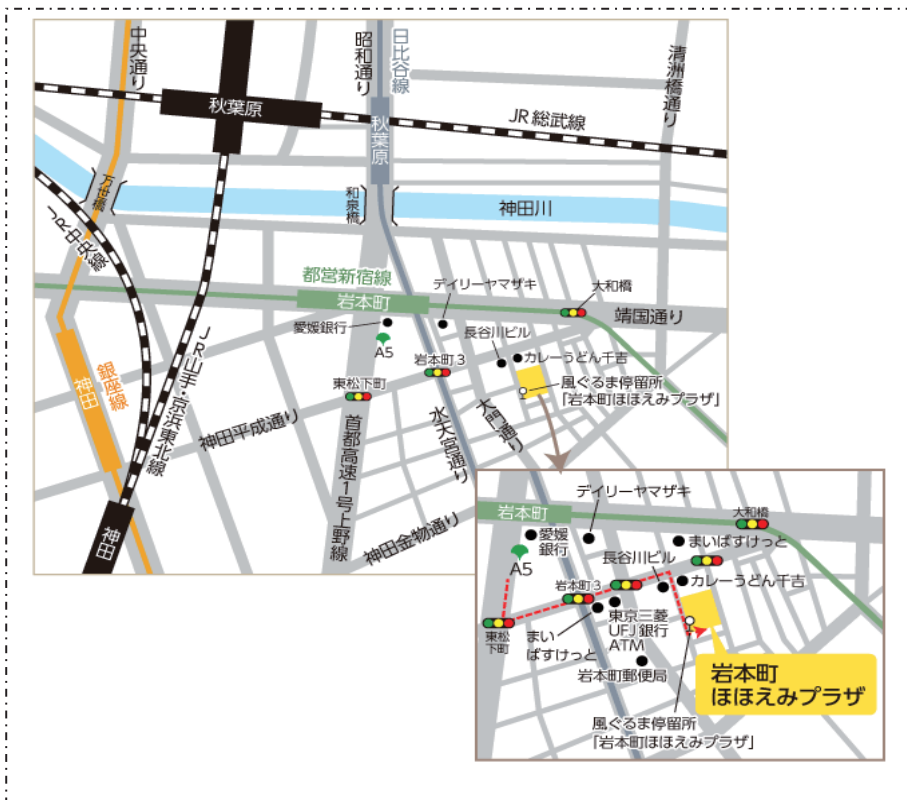 中央通り
昭和通り
日比谷線
清洲橋通り
秋葉原
秋葉原
JR 総武線
万世橋
和泉橋
神田川
JR中央線
都営新宿線
岩本町
デイリーヤマザキ
大和橋
靖国通り
愛媛銀行
A5
長谷川ビル
岩本町 3
カレーうどん千吉
東松下町
風ぐるま停留所
「岩本町ほほえみプラザ」
銀座線
神田
JR山手・京浜東北線
神田平成通り
首都高速1号上野線
水天宮通り
大門通り
神田金物通り
神田
デイリーヤマザキ
岩本町
大和橋
愛媛
銀行
まいばすけっと
A5
長谷川ビル
カレーうどん千吉
岩本町 3
東松
下町
まい
ばすけっと
東京三菱
UFJ 銀行
ATM
岩本町郵便局
岩本町
ほほえみプラザ
風ぐるま停留所
「岩本町ほほえみプラザ」